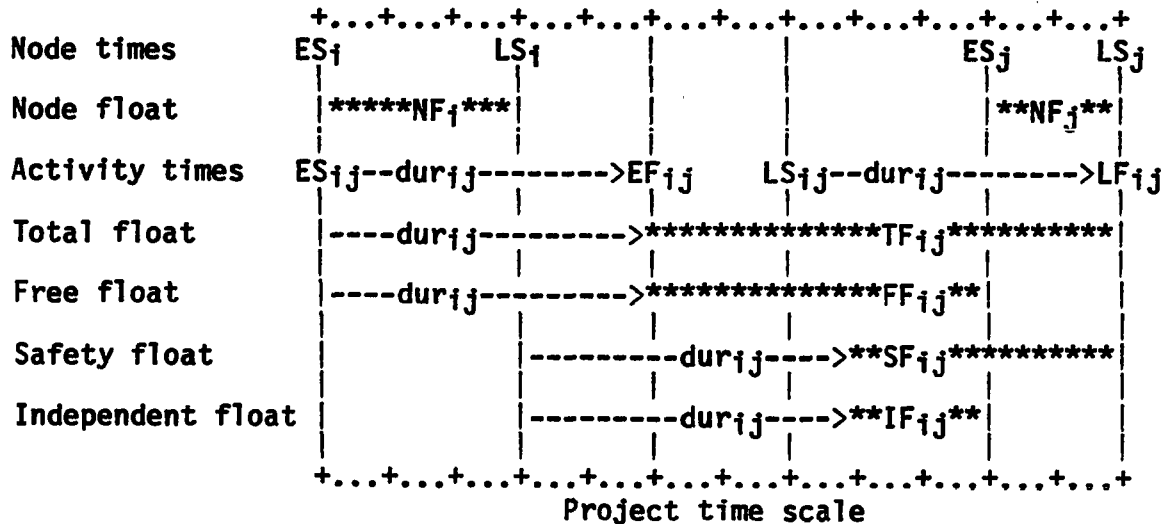 +...+...+...+...+...+...+...+...+...+...+...+...+
Node times ESi LSi | | ESj LSj
Node float |*****NFi***| | | |**NFj**|
Activity times ESij--durij-------->EFij LSij--durij-------->LFij
Total float |----durij-------->**************TFij**********|
Free float |----durij-------->**************FFij**|
Safety float |---------durij---->**SFij**********|
Independent float |---------durij---->**IFij**|
+...+...+...+...+...+...+...+...+...+...+...+...+
Project time scale